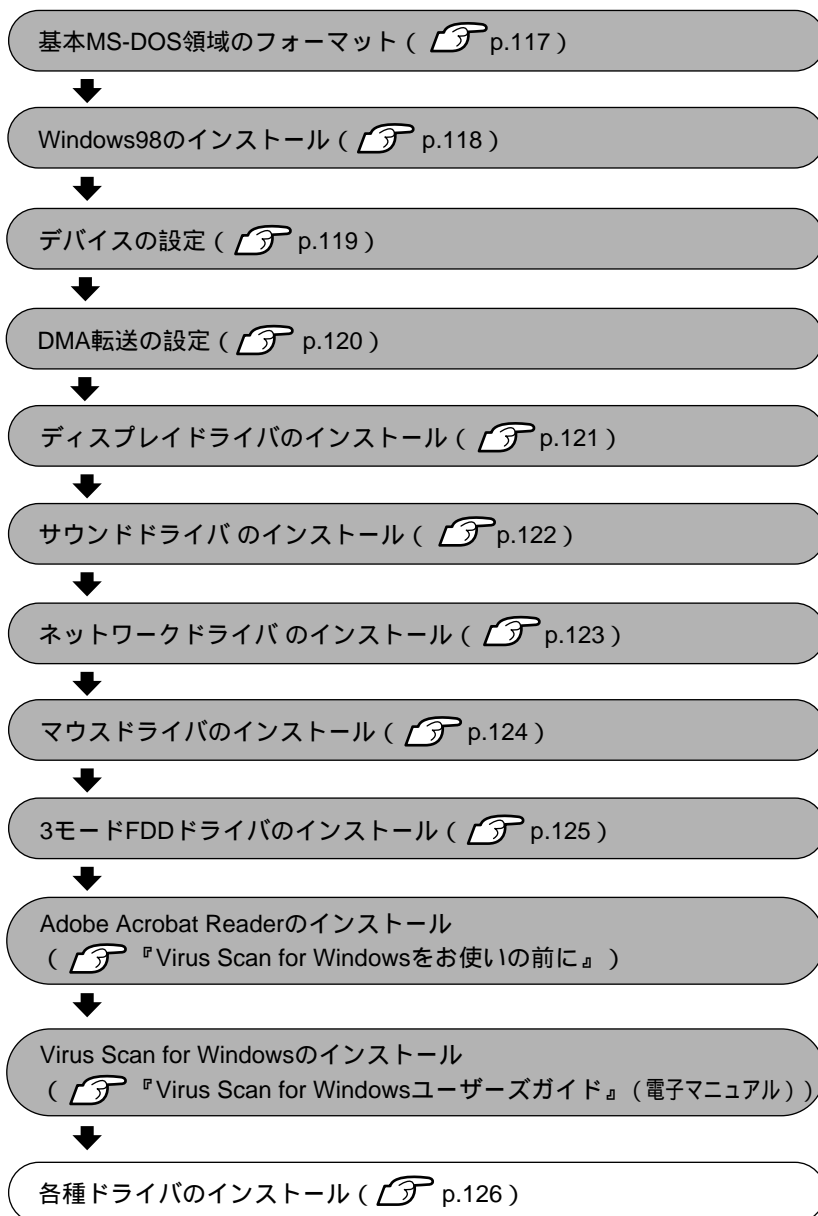 基本MS-DOS領域のフォーマット( p.117)
Windows98のインストール( p.118)
デバイスの設定( p.119)
DMA転送の設定( p.120)
ディスプレイドライバのインストール( p.121)
サウンドドライバ のインストール( p.122)
ネットワークドライバ のインストール( p.123)
マウスドライバのインストール( p.124)
3モードFDDドライバのインストール( p.125)
Adobe Acrobat Readerのインストール
( 『Virus Scan for Windowsをお使いの前に』)
Virus Scan for Windowsのインストール
( 『Virus Scan for Windowsユーザーズガイド』(電子マニュアル))
各種ドライバのインストール( p.126)